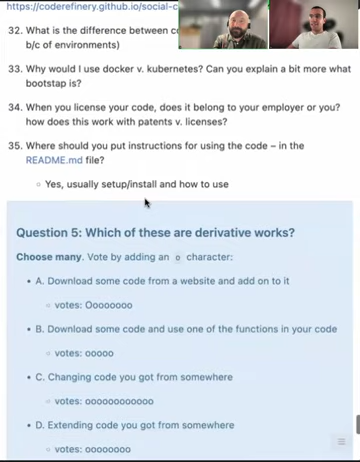 https://coderefinery.github.io/social-c
32. What is the difference between c
b/c of environments)
33. Why would I use docker v. kubernetes? Can you explain a bit more what
bootstap is?
34. When you license your code, does it belong to your employer or you?
how does this work with patents v. licenses?
35. Where should you put instructions for using the code – in the
README.md file?
Yes, usually setup/install and how to use
Question 5: Which of these are derivative works?
Choose many. Vote by adding an o character:
A. Download some code from a website and add on to it
votes: Oooooooo
B. Download some code and use one of the functions in your code
votes: ooooo
C. Changing code you got from somewhere
votes: oooooooooooo
D. Extending code you got from somewhere
votes: oooooooo